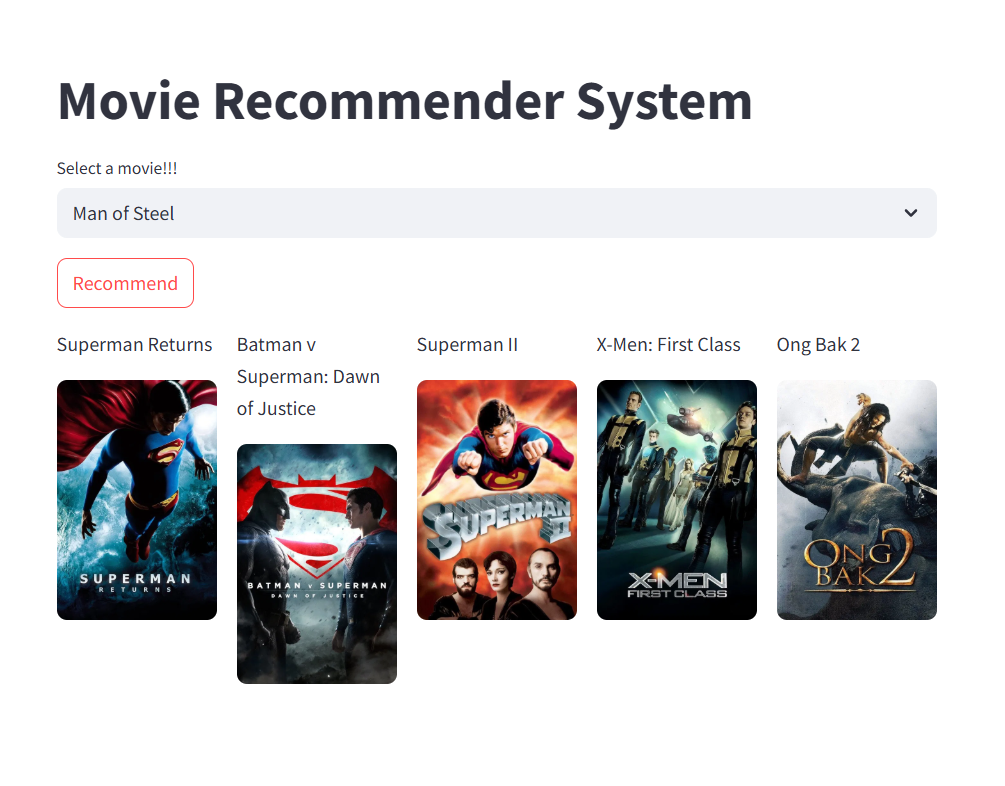 Movie Recommender System
Select a movie!!!
Man of Steel
Recommend
Superman Returns
Batman v
Superman: Dawn
of Justice
Superman II
X-Men: First Class
Ong Bak 2
SUPERMAN
RETURNS
BATMAN v SUPERMAN
DAWN OF JUSTICE
SUPERMAN
II
X-MEN
FIRST CLASS
ONG
BAK 2